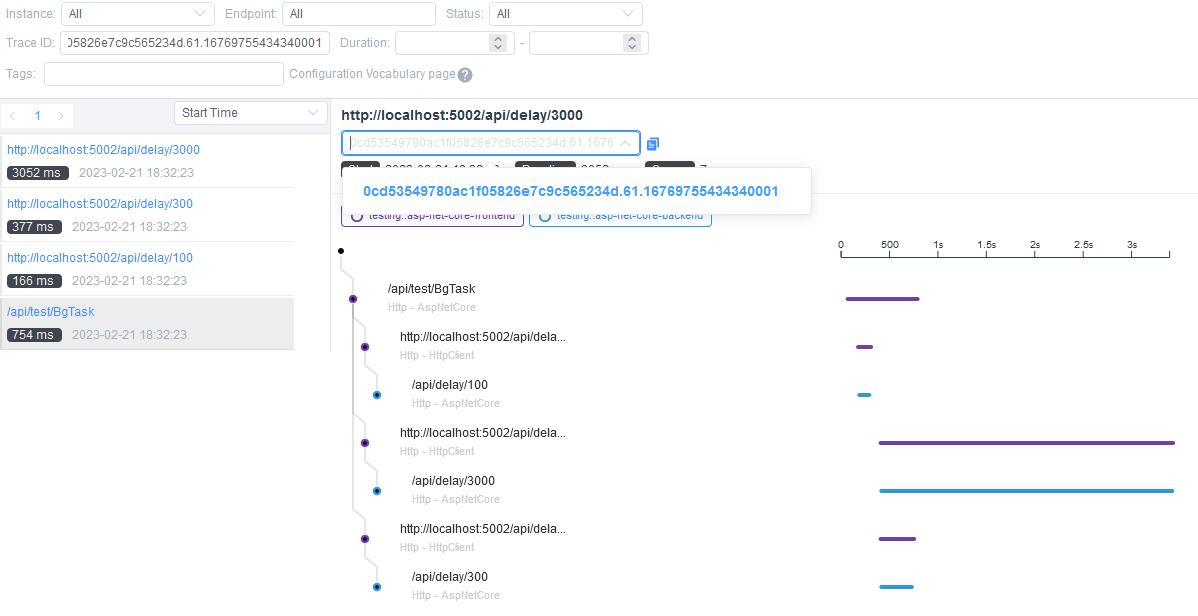 Instance: All Endpoint: All Status: All
Trace ID: 05826e7c9c565234d.61.16769755434340001 Duration: -
Tags: Configuration Vocabulary page ?
1 Start Time
http://localhost:5002/api/delay/3000
3052 ms 2023-02-21 18:32:23
http://localhost:5002/api/delay/300
377 ms 2023-02-21 18:32:23
http://localhost:5002/api/delay/100
166 ms 2023-02-21 18:32:23
/api/test/BgTask
754 ms 2023-02-21 18:32:23
http://localhost:5002/api/delay/3000
0cd53549780ac1f05826e7c9c565234d.61.1676
0cd53549780ac1f05826e7c9c565234d.61.16769755434340001
testing::asp-net-core-frontend testing::asp-net-core-backend
0 500 1s 1.5s 2s 2.5s 3s
/api/test/BgTask
Http - AspNetCore
http://localhost:5002/api/dela...
Http - HttpClient
/api/delay/100
Http - AspNetCore
http://localhost:5002/api/dela...
Http - HttpClient
/api/delay/3000
Http - AspNetCore
http://localhost:5002/api/dela...
Http - HttpClient
/api/delay/300
Http - AspNetCore